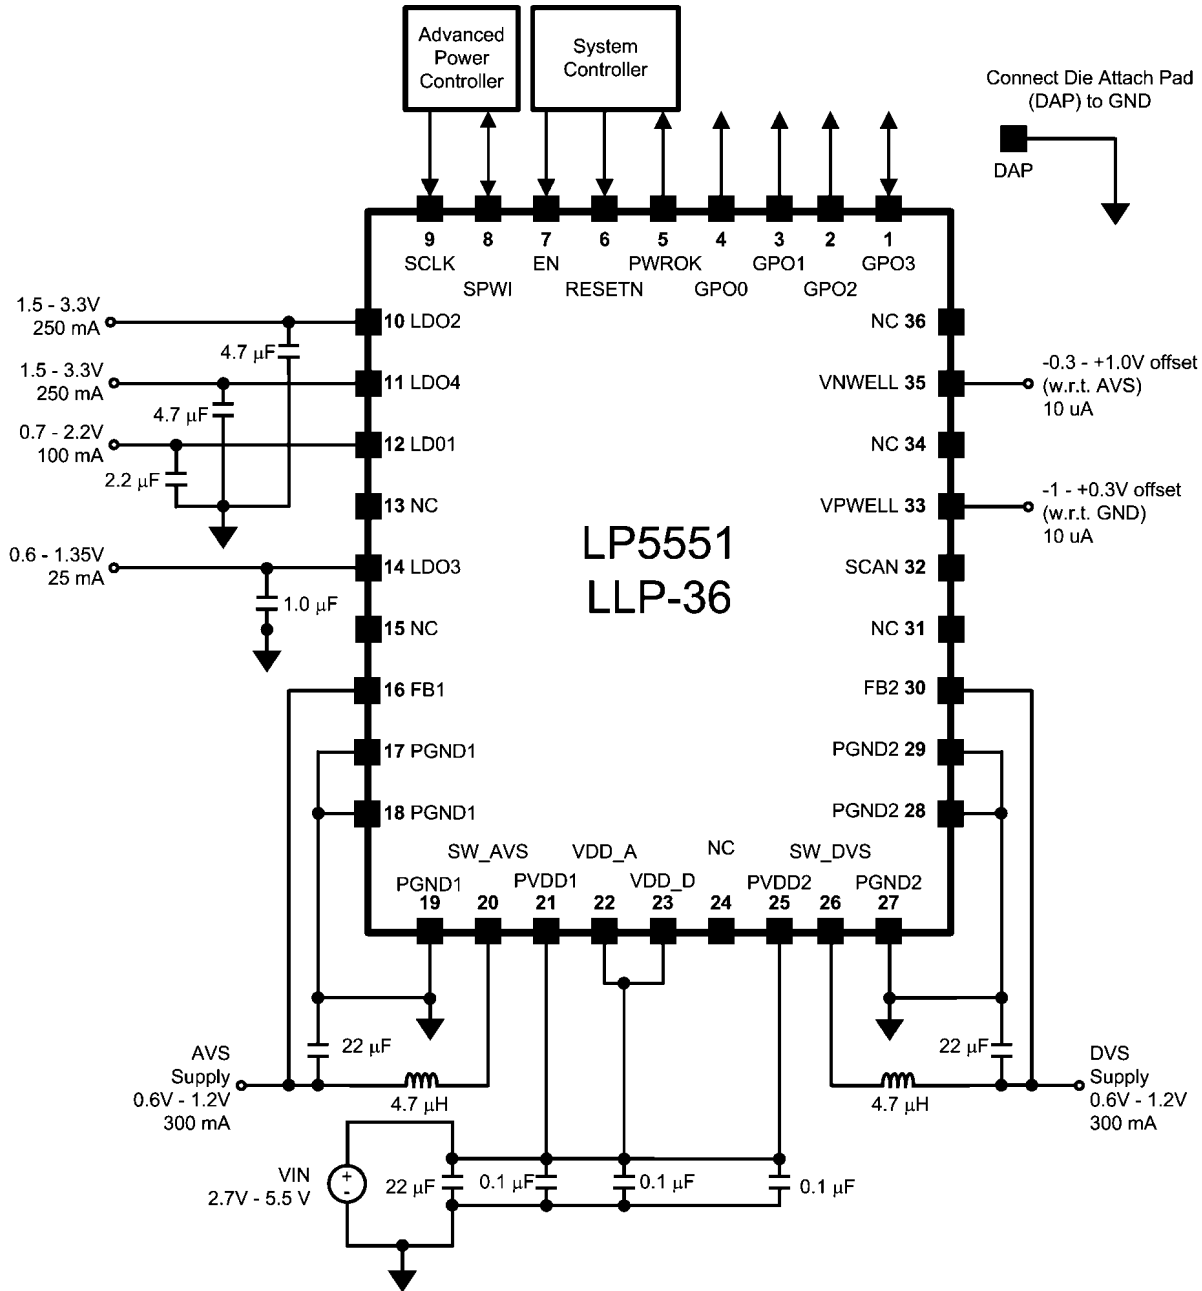 Advanced
Power
Controller
System
Controller
Connect Die Attach Pad
(DAP) to GND
DAP
9
8
7
6
5
4
3
2
1
SCLK
EN
PWROK
GPO1
GPO3
SPWI
RESETN
GPO0
GPO2
1.5 - 3.3V
250 mA
10 LDO2
4.7 µF
1.5 - 3.3V
250 mA
11 LDO4
4.7 µF
0.7 - 2.2V
100 mA
12 LD01
2.2 µF
13 NC
0.6 - 1.35V
25 mA
14 LDO3
1.0 µF
15 NC
16 FB1
17 PGND1
18 PGND1
LP5551
LLP-36
NC 36
VNWELL 35
-0.3 - +1.0V offset
(w.r.t. AVS)
10 uA
NC 34
VPWELL 33
-1 - +0.3V offset
(w.r.t. GND)
10 uA
SCAN 32
NC 31
FB2 30
PGND2 29
PGND2 28
SW_AVS
VDD_A
NC
SW_DVS
PGND1
PVDD1
VDD_D
PVDD2
PGND2
19
20
21
22
23
24
25
26
27
AVS
Supply
0.6V - 1.2V
300 mA
22 µF
4.7 µH
22 µF
4.7 µH
DVS
Supply
0.6V - 1.2V
300 mA
VIN
2.7V - 5.5 V
+
-
22 µF
0.1 µF
0.1 µF
0.1 µF